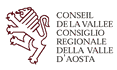 CONSEIL
DE LA VALLEE
CONSIGLIO
REGIONALE
DELLA VALLE
D'AOSTA